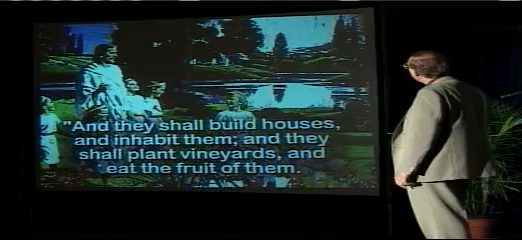 "And they shall build houses,
and inhabit them; and they
shall plant vineyards, and
eat the fruit of them.